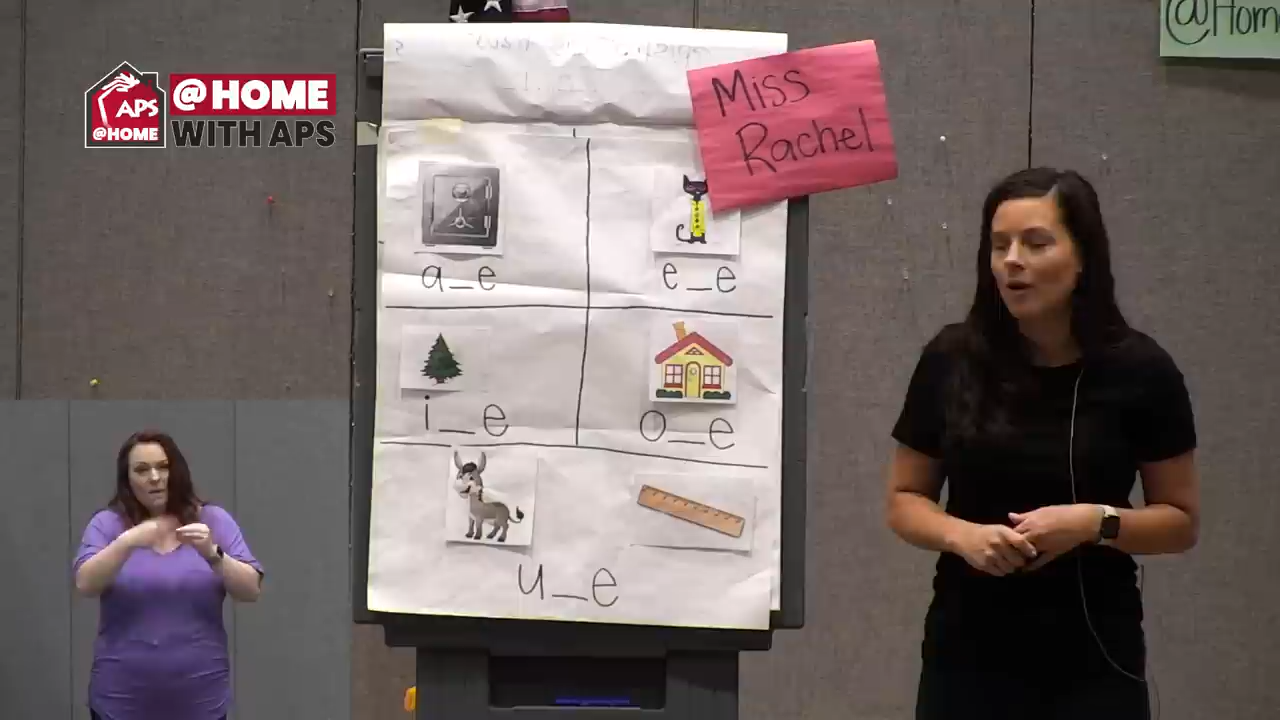 APS
@HOME
@HOME
WITH APS
Miss
Rachel
@Hom
a_e
e_e
i_e
o_e
u_e